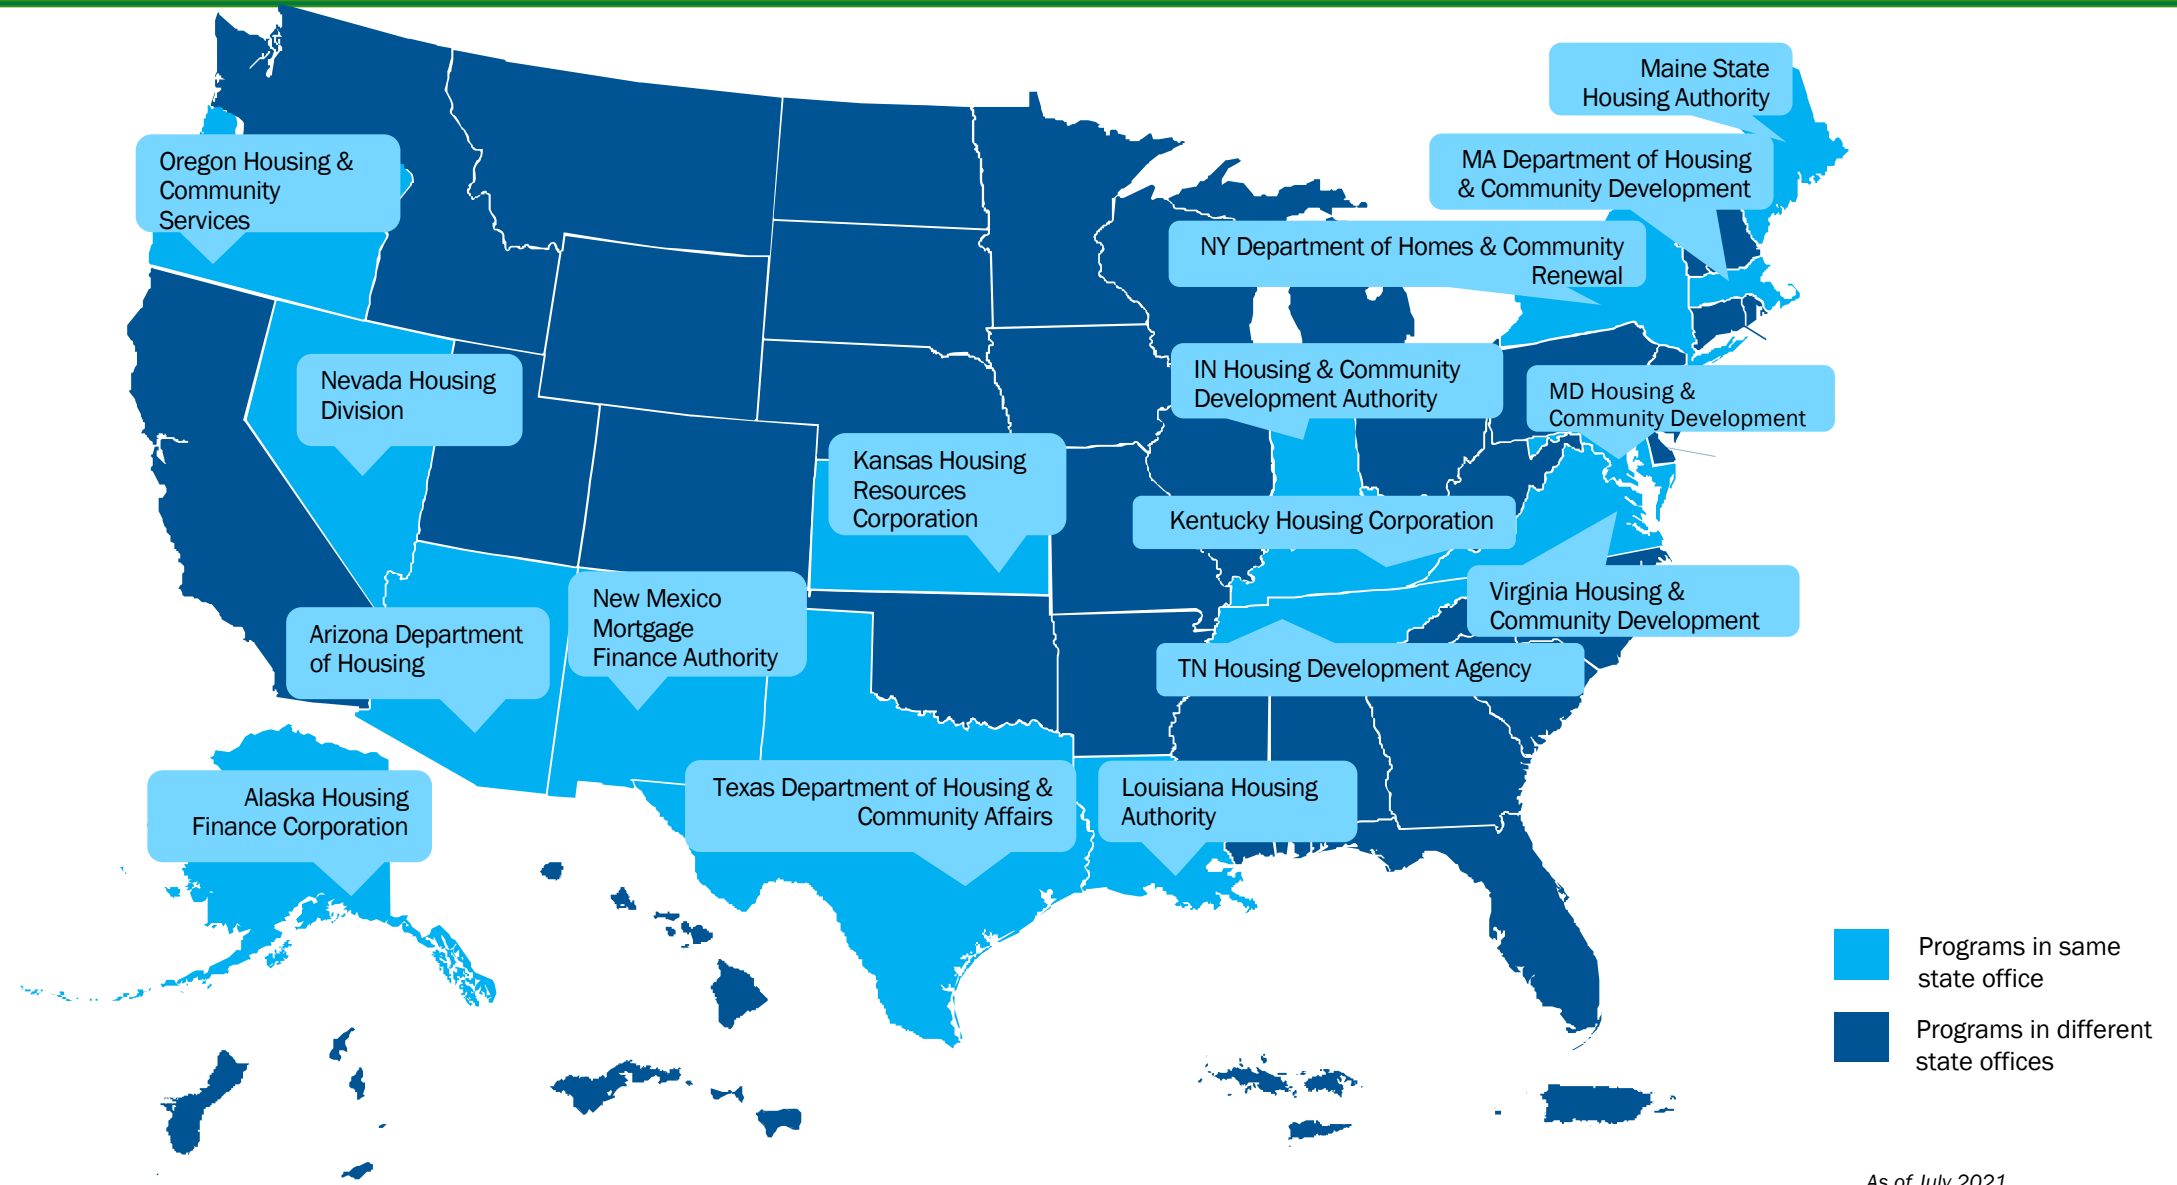 Maine State
Housing Authority
MA Department of Housing
& Community Development
Oregon Housing &
Community
Services
NY Department of Homes & Community
Renewal
Nevada Housing
Division
IN Housing & Community
Development Authority
MD Housing &
Community Development
Kansas Housing
Resources
Corporation
Kentucky Housing Corporation
New Mexico
Mortgage
Finance Authority
Virginia Housing &
Community Development
Arizona Department
of Housing
TN Housing Development Agency
Alaska Housing
Finance Corporation
Texas Department of Housing &
Community Affairs
Louisiana Housing
Authority
Programs in same
state office
Programs in different
state offices
As of July 2021